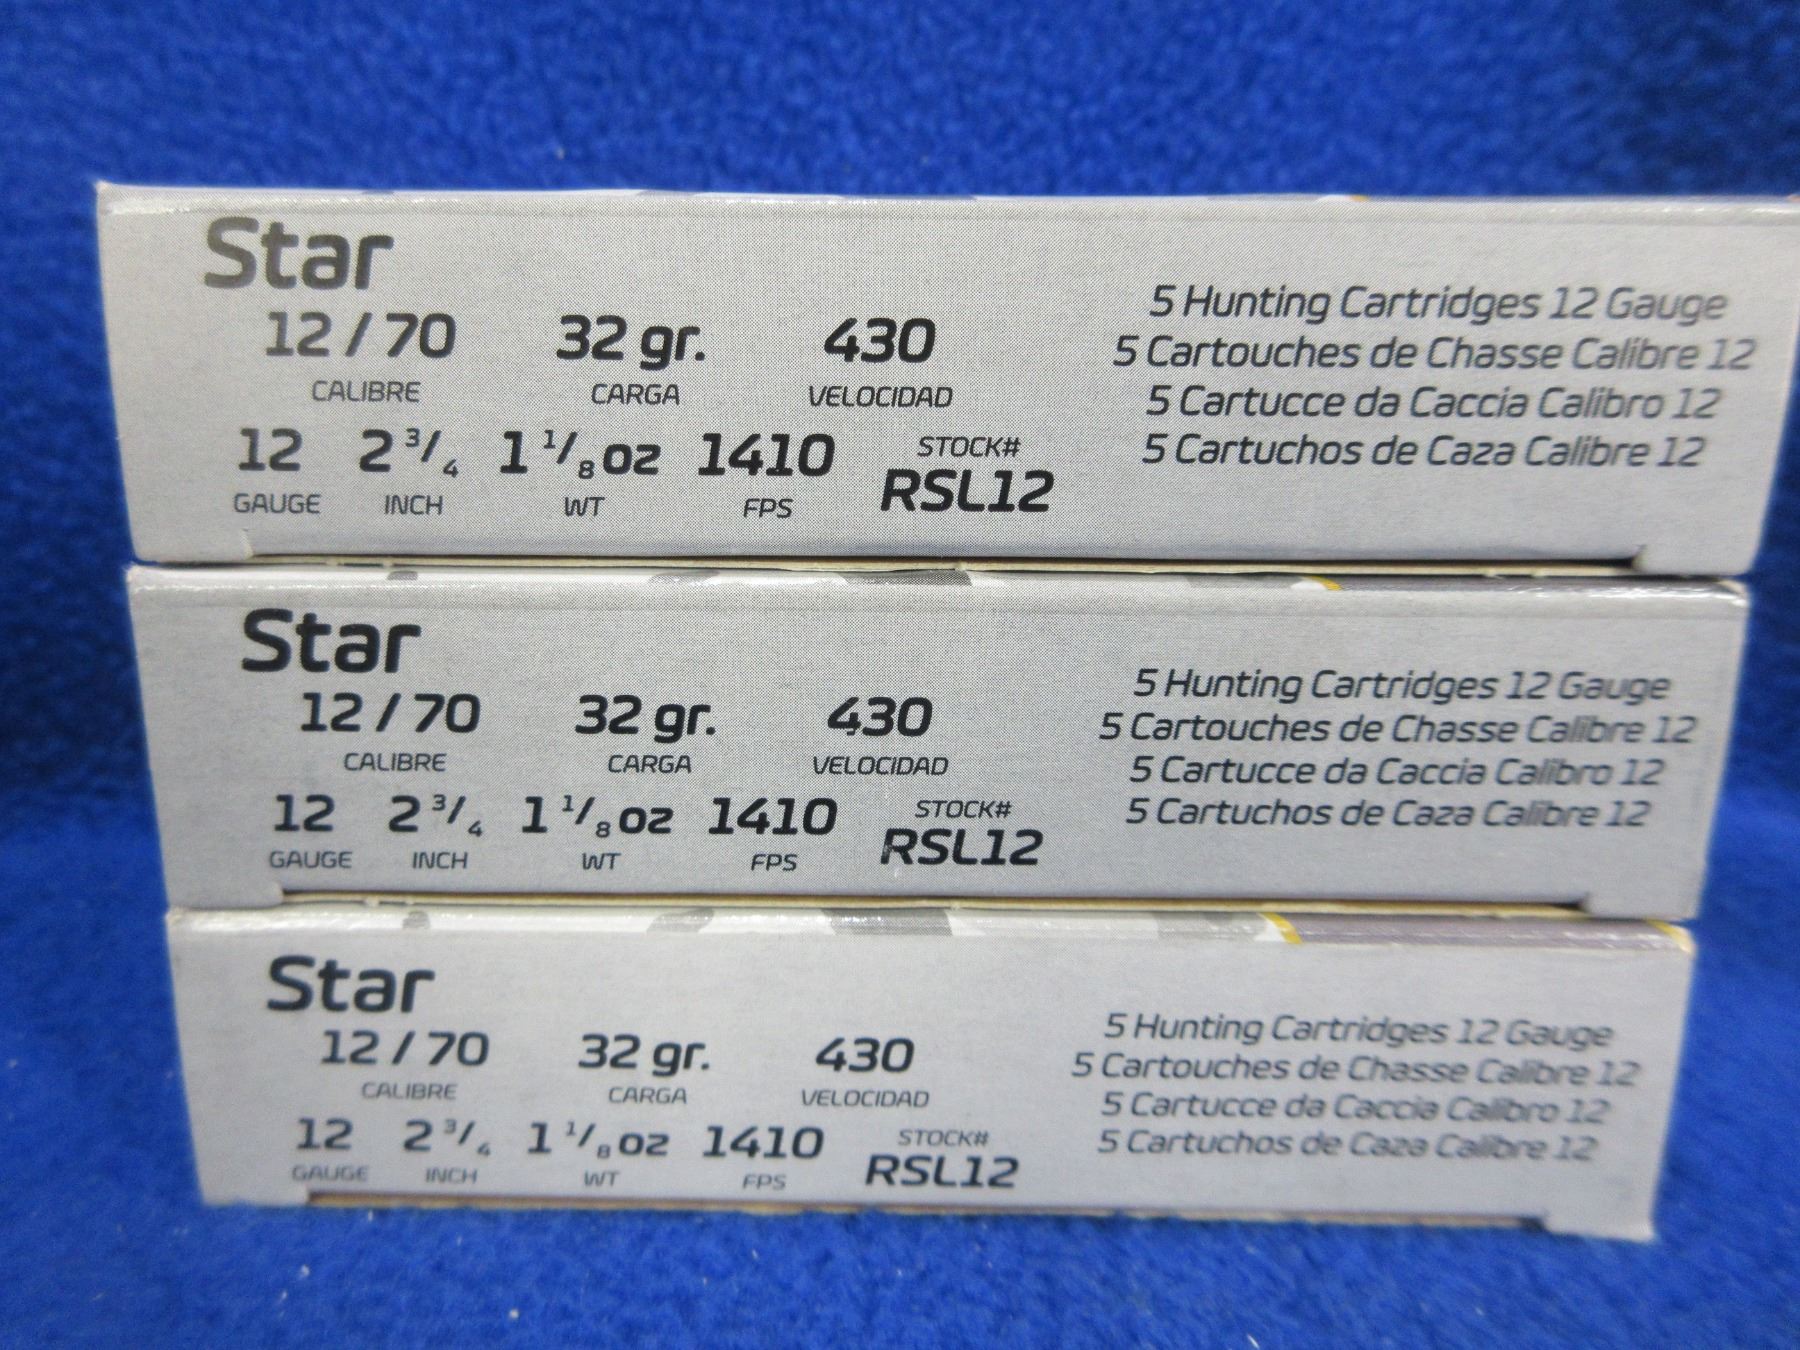 Star
12 / 70 32 gr. 430
CALIBRE CARGA VELOCIDAD
12 2 3/4 1 1/8 oz 1410 STOCK#
GAUGE INCH WT FPS RSL12
5 Hunting Cartridges 12 Gauge
5 Cartouches de Chasse Calibre 12
5 Cartucce da Caccia Calibro 12
5 Cartuchos de Caza Calibre 12
Star
12 / 70 32 gr. 430
CALIBRE CARGA VELOCIDAD
12 2 3/4 1 1/8 oz 1410 STOCK#
GAUGE INCH WT FPS RSL12
5 Hunting Cartridges 12 Gauge
5 Cartouches de Chasse Calibre 12
5 Cartucce da Caccia Calibro 12
5 Cartuchos de Caza Calibre 12
Star
12 / 70 32 gr. 430
CALIBRE CARGA VELOCIDAD
12 2 3/4 1 1/8 oz 1410 STOCK#
GAUGE INCH WT FPS RSL12
5 Hunting Cartridges 12 Gauge
5 Cartouches de Chasse Calibre 12
5 Cartucce da Caccia Calibro 12
5 Cartuchos de Caza Calibre 12